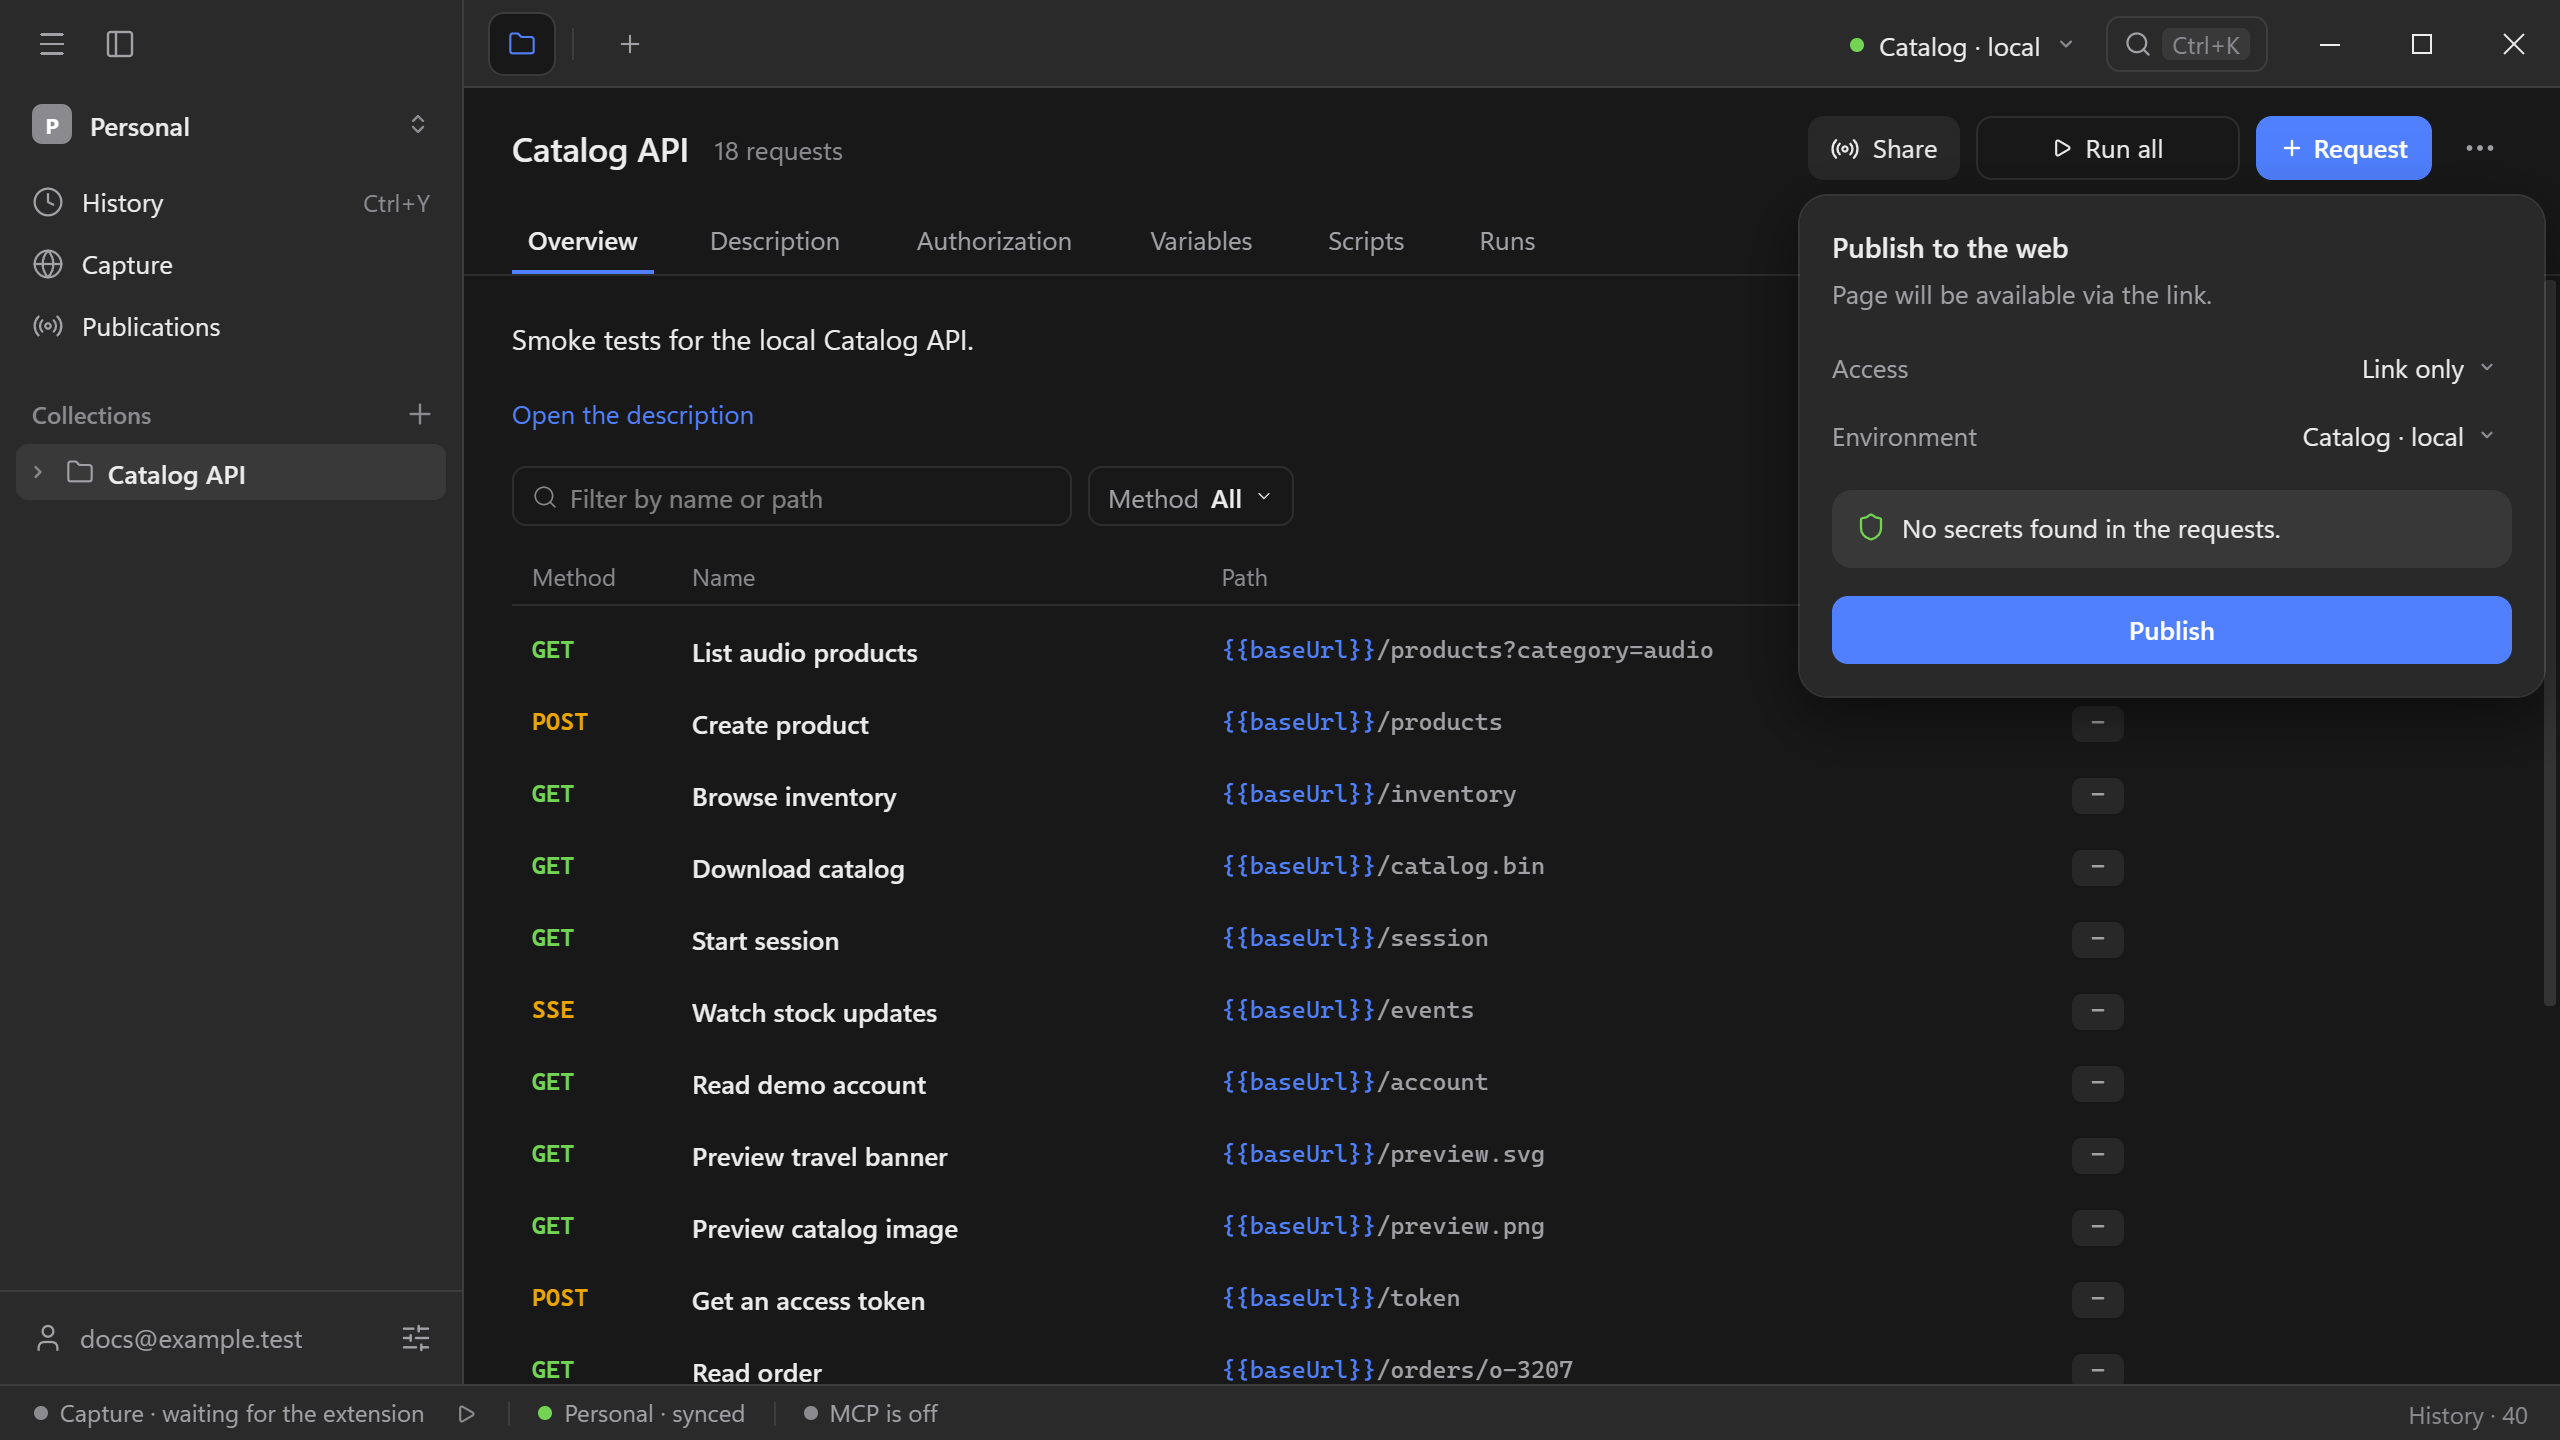 Catalog · local
Ctrl+K
P Personal
History Ctrl+Y
Capture
Publications
Collections
Catalog API
docs@example.test
Catalog API 18 requests
Share
Run all
Request
Overview Description Authorization Variables Scripts Runs
Smoke tests for the local Catalog API.
Open the description
Filter by name or path
Method All
Method Name Path
GET List audio products {{baseUrl}}/products?category=audio
POST Create product {{baseUrl}}/products –
GET Browse inventory {{baseUrl}}/inventory –
GET Download catalog {{baseUrl}}/catalog.bin –
GET Start session {{baseUrl}}/session –
SSE Watch stock updates {{baseUrl}}/events –
GET Read demo account {{baseUrl}}/account –
GET Preview travel banner {{baseUrl}}/preview.svg –
GET Preview catalog image {{baseUrl}}/preview.png –
POST Get an access token {{baseUrl}}/token –
GET Read order {{baseUrl}}/orders/o-3207 –
Publish to the web
Page will be available via the link.
Access Link only
Environment Catalog · local
No secrets found in the requests.
Publish
Capture · waiting for the extension
Personal · synced
MCP is off
History · 40